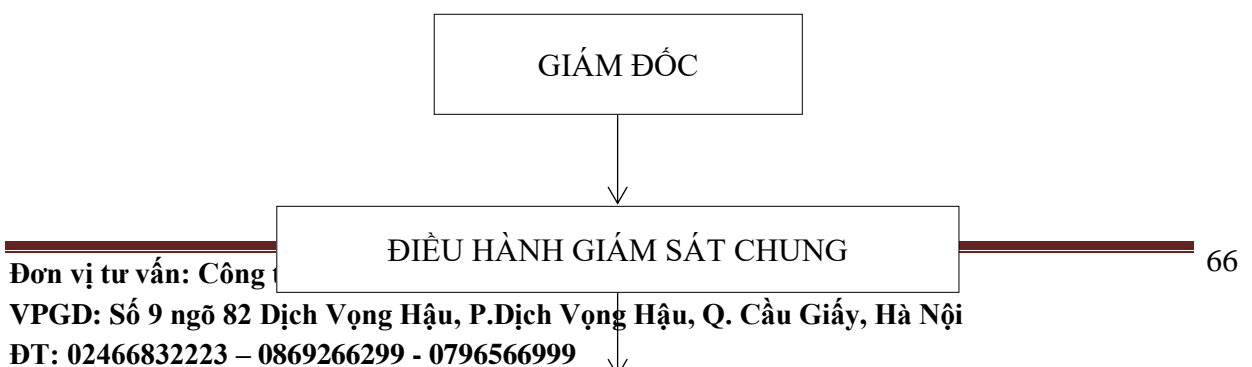 GIÁM ĐỐC
ĐIỀU HÀNH GIÁM SÁT CHUNG
66
Đơn vị tư vấn: Công
VPGD: Số 9 ngõ 82 Dịch Vọng Hậu, P.Dịch Vọng Hậu, Q. Cầu Giấy, Hà Nội
ĐT: 02466832223 – 0869266299 - 0796566999